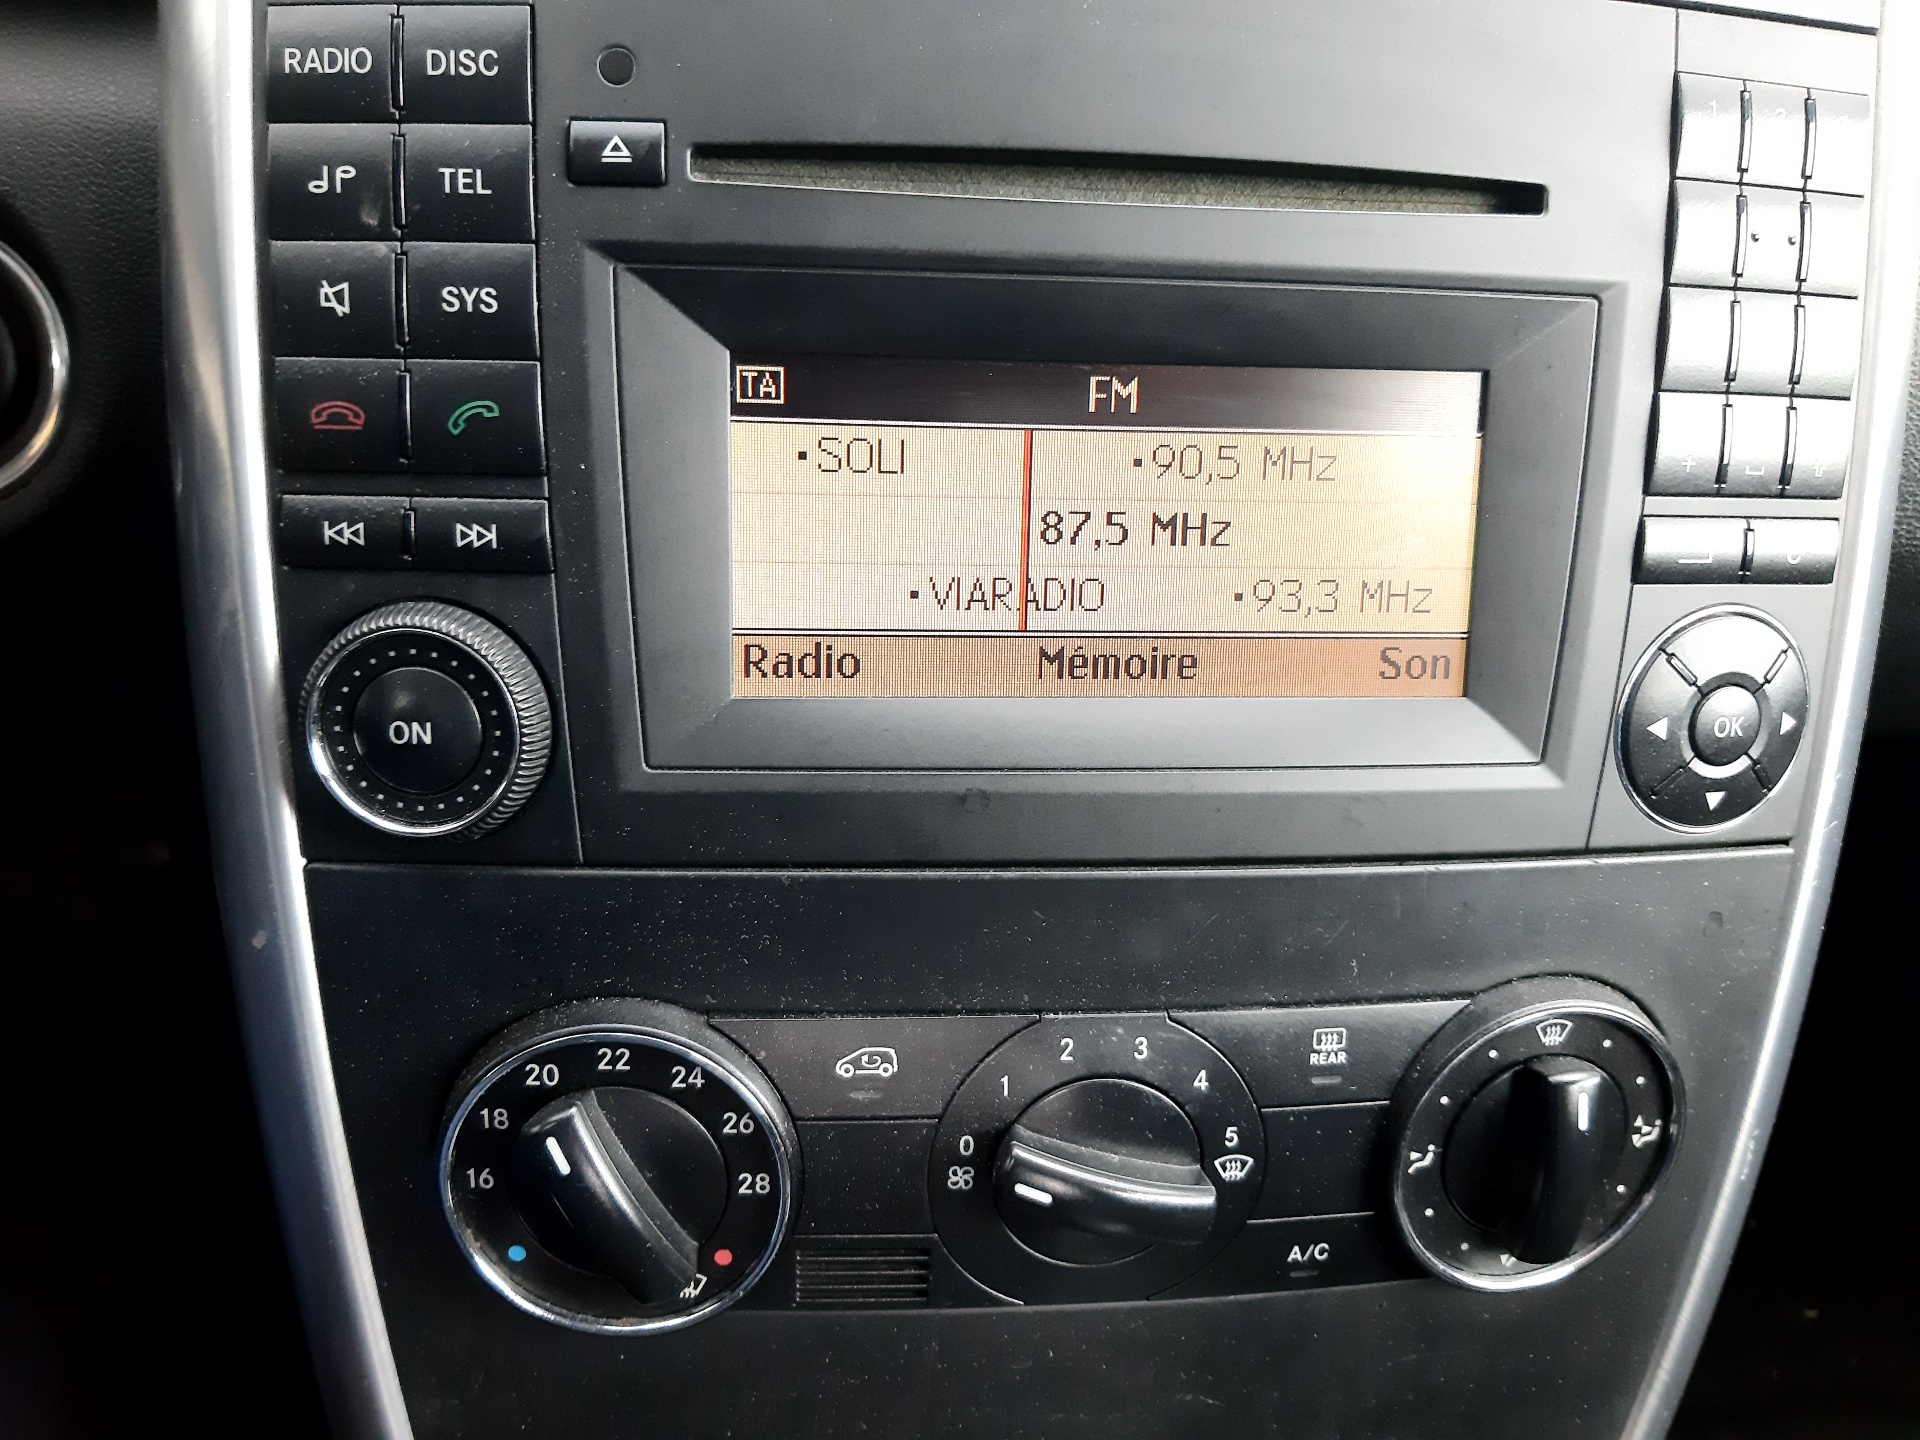 RADIO DISC
TEL
SYS
TA FM
•SOLI •90,5 MHz
87,5 MHz
•VIARADIO •93,3 MHz
Radio Mémoire Son
ON
OK
16 18 20 22 24 26 28
0 1 2 3 4 5
REAR
A/C